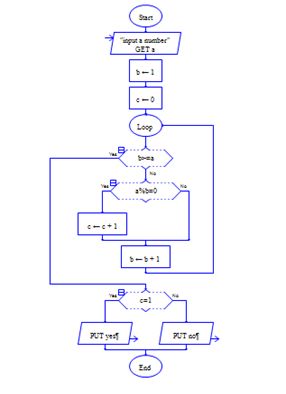 Start
"input a number"
GET a
b ← 1
c ← 0
Loop
b>=a
Yes
No
a%b=0
Yes
No
c ← c + 1
b ← b + 1
c=1
Yes
No
PUT yes¶
PUT no¶
End